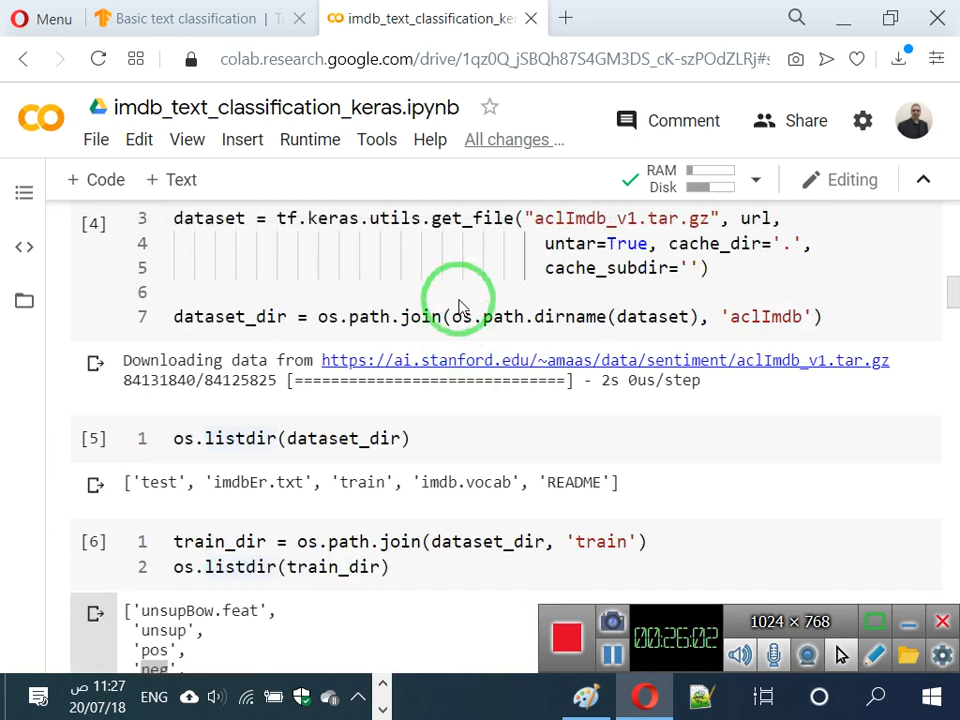 Menu
Basic text classification | T
imdb_text_classification_ke
colab.research.google.com/drive/1qz0Q_jSBQh87S4GM3DS_cK-szPOdZLRj#s
imdb_text_classification_keras.ipynb
Comment
Share
File Edit View Insert Runtime Tools Help All changes …
+ Code + Text
RAM
Disk
Editing
[4]
3 dataset = tf.keras.utils.get_file("aclImdb_v1.tar.gz", url,
4 untar=True, cache_dir='.',
5 cache_subdir='')
6
7 dataset_dir = os.path.join(os.path.dirname(dataset), 'aclImdb')
Downloading data from https://ai.stanford.edu/~amaas/data/sentiment/aclImdb_v1.tar.gz
84131840/84125825 [==============================] - 2s 0us/step
[5] 1 os.listdir(dataset_dir)
['test', 'imdbEr.txt', 'train', 'imdb.vocab', 'README']
[6] 1 train_dir = os.path.join(dataset_dir, 'train')
2 os.listdir(train_dir)
['unsupBow.feat',
'unsup',
'pos',
'neg',
1024 × 768
00:26:02
11:27 ص
20/07/18
ENG